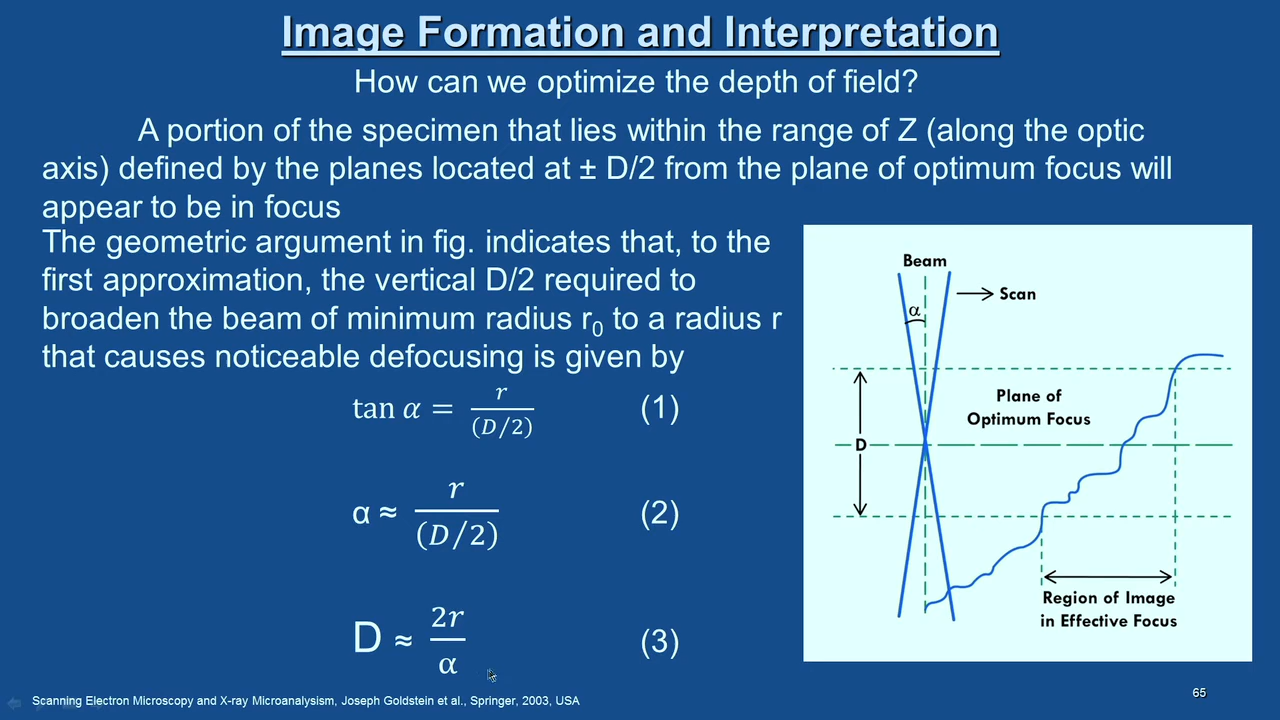 Image Formation and Interpretation
How can we optimize the depth of field?
A portion of the specimen that lies within the range of Z (along the optic
axis) defined by the planes located at ± D/2 from the plane of optimum focus will
appear to be in focus
The geometric argument in fig. indicates that, to the
first approximation, the vertical D/2 required to
broaden the beam of minimum radius r₀ to a radius r
that causes noticeable defocusing is given by
tan α = r/(D/2) (1)
α ≈ r/(D/2) (2)
D ≈ 2r/α (3)
Beam
Scan
α
Plane of
Optimum Focus
D
Region of Image
in Effective Focus
Scanning Electron Microscopy and X-ray Microanalysism, Joseph Goldstein et al., Springer, 2003, USA
65